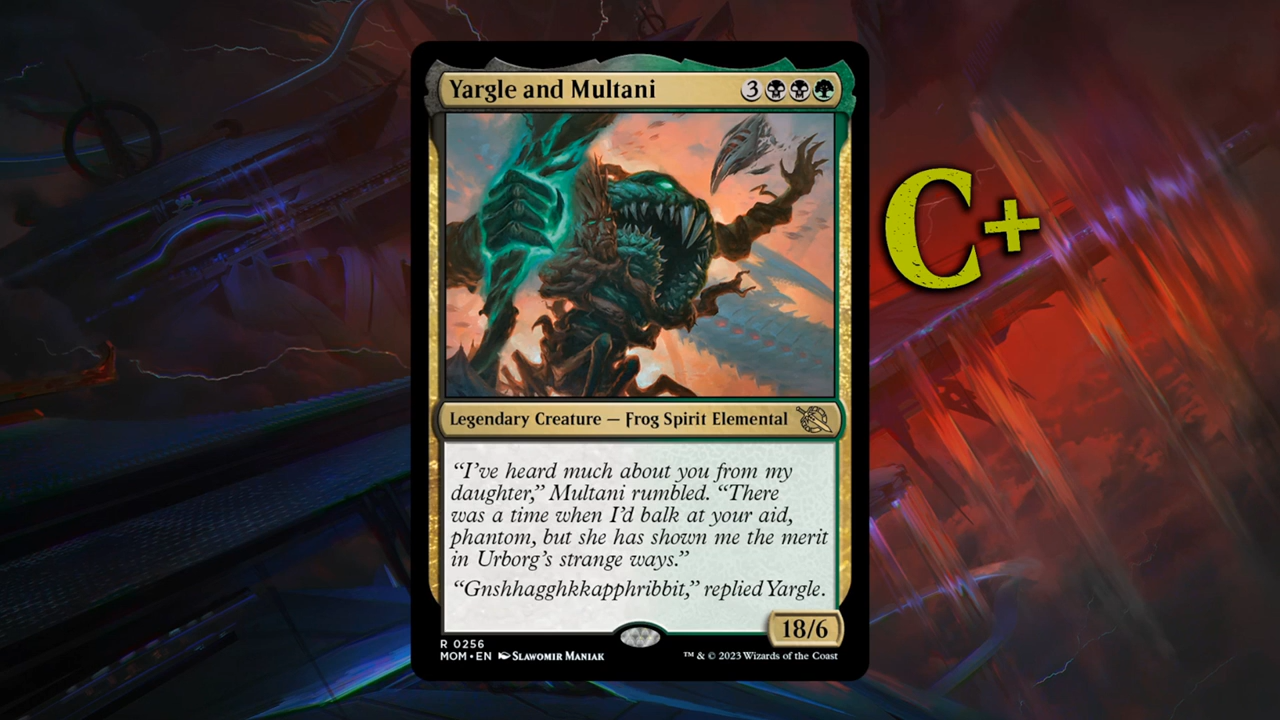 Yargle and Multani
3
C+
Legendary Creature — Frog Spirit Elemental
“I’ve heard much about you from my
daughter,” Multani rumbled. “There
was a time when I’d balk at your aid,
phantom, but she has shown me the merit
in Urborg’s strange ways.”
“Gnshhagghkkapphribbit,” replied Yargle.
18/6
R 0256
MOM • EN Slawomir Maniak
™ & © 2023 Wizards of the Coast